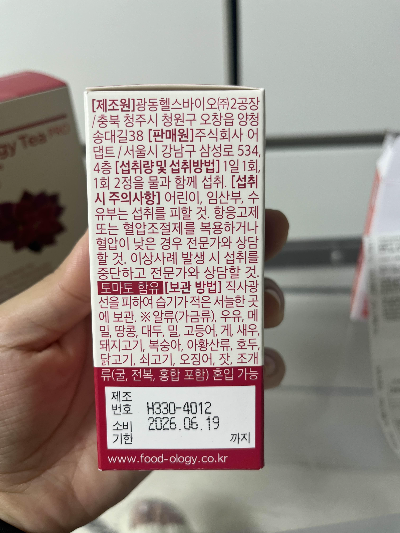 [제조원]광동헬스바이오㈜2공장
/충북 청주시 청원구 오창읍 양청
송대길38 [판매원]주식회사 어
댑트/서울시 강남구 삼성로 534,
4층 [섭취량 및 섭취방법] 1일 1회,
1회 2정을 물과 함께 섭취. [섭취
시 주의사항] 어린이, 임산부, 수
유부는 섭취를 피할 것. 항응고제
또는 혈압조절제를 복용하거나
혈압이 낮은 경우 전문가와 상담
할 것. 이상사례 발생 시 섭취를
중단하고 전문가와 상담할 것.
토마토 함유 [보관 방법] 직사광
선을 피하여 습기가 적은 서늘한 곳
에 보관. ※ 알류(가금류), 우유, 메
밀, 땅콩, 대두, 밀, 고등어, 게, 새우,
돼지고기, 복숭아, 아황산류, 호두,
닭고기, 쇠고기, 오징어, 잣, 조개
류(굴, 전복, 홍합 포함) 혼입 가능
제조
번호 H330-4012
소비 2026.06.19
기한 까지
www.food-ology.co.kr
gy Tea PRO